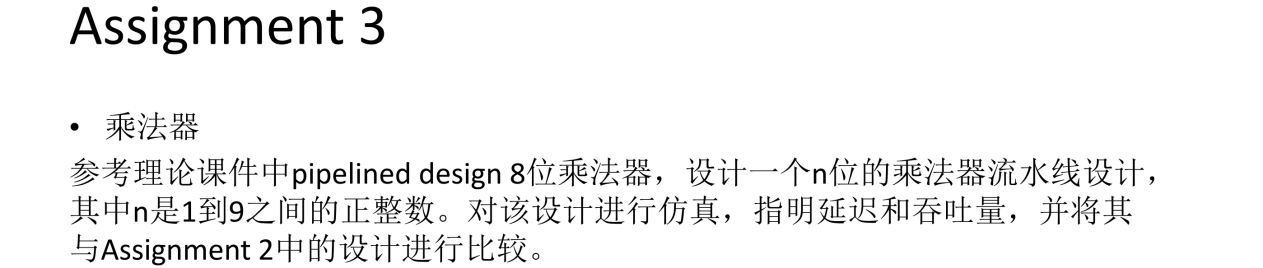 Assignment 3
• 乘法器
参考理论课件中pipelined design 8位乘法器，设计一个n位的乘法器流水线设计，
其中n是1到9之间的正整数。对该设计进行仿真，指明延迟和吞吐量，并将其
与Assignment 2中的设计进行比较。